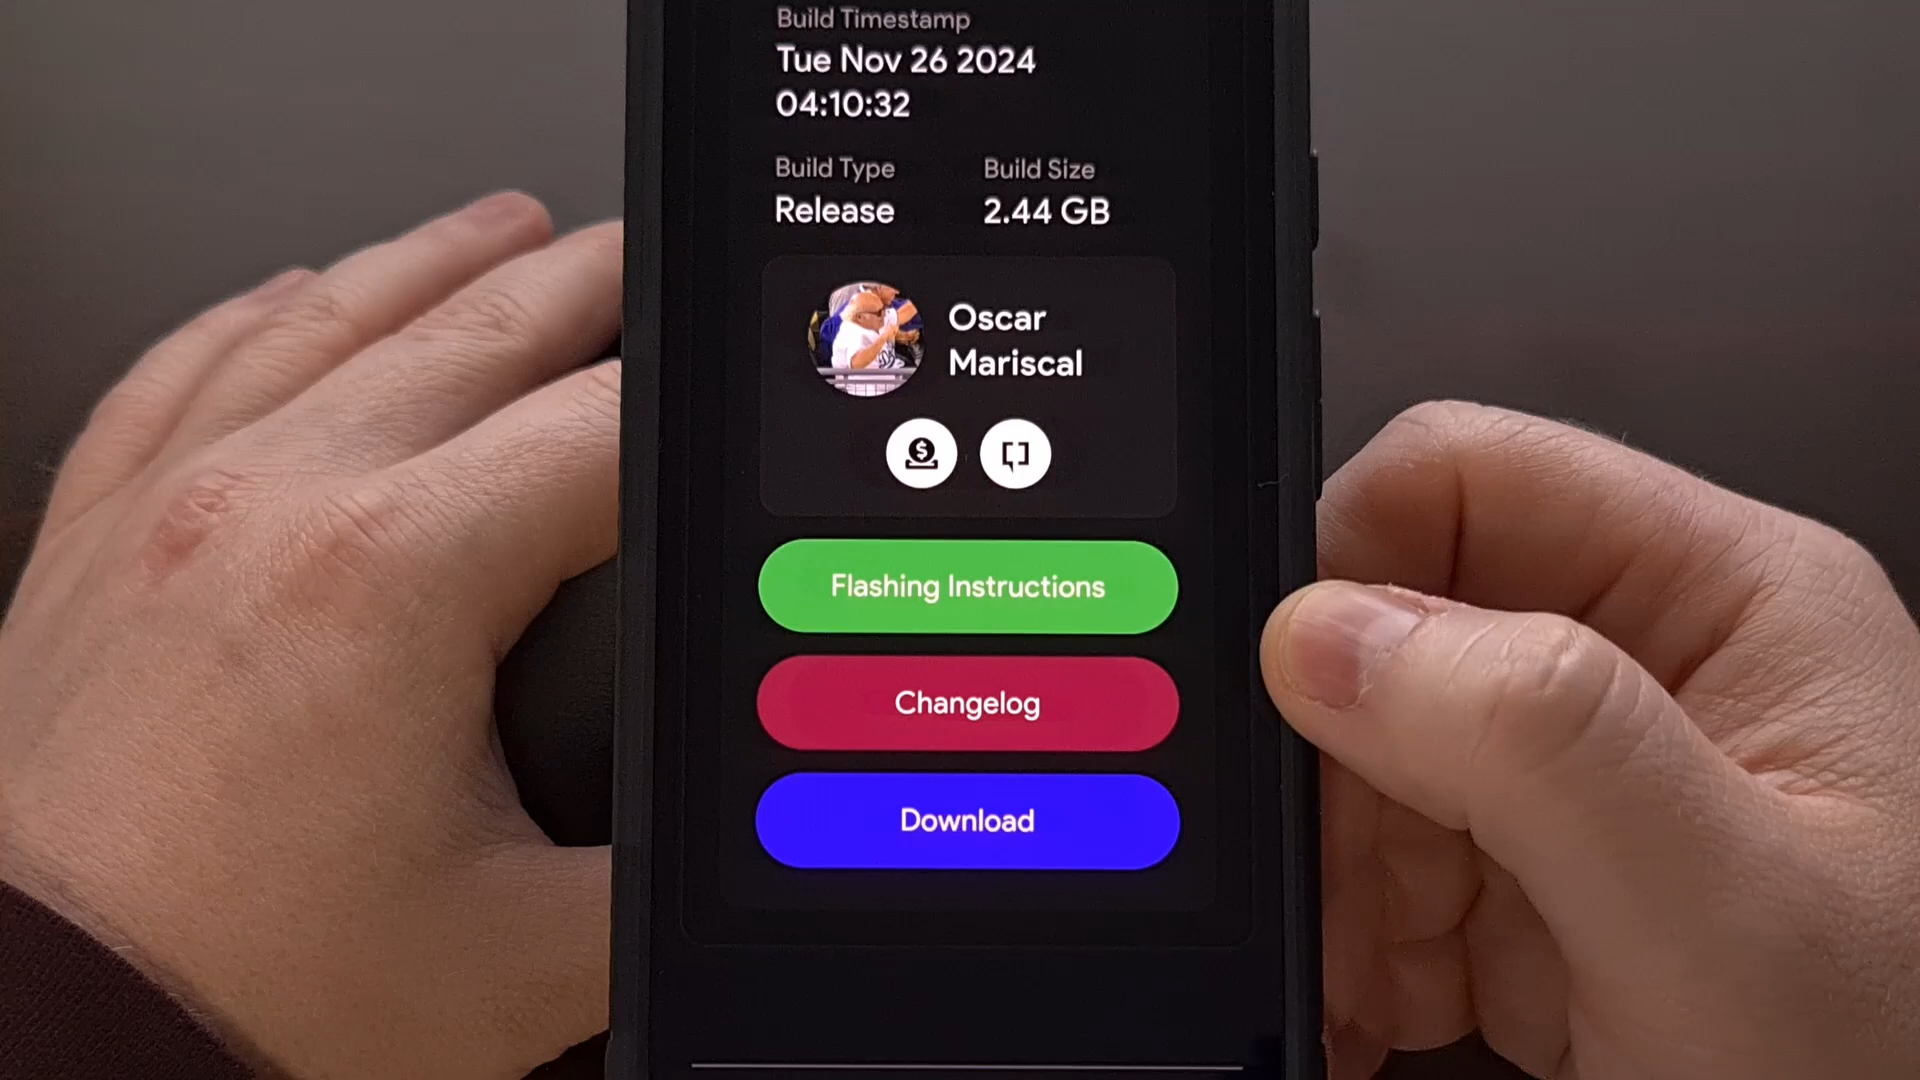 Build Timestamp
Tue Nov 26 2024
04:10:32
Build Type Build Size
Release 2.44 GB
Oscar
Mariscal
Flashing Instructions
Changelog
Download